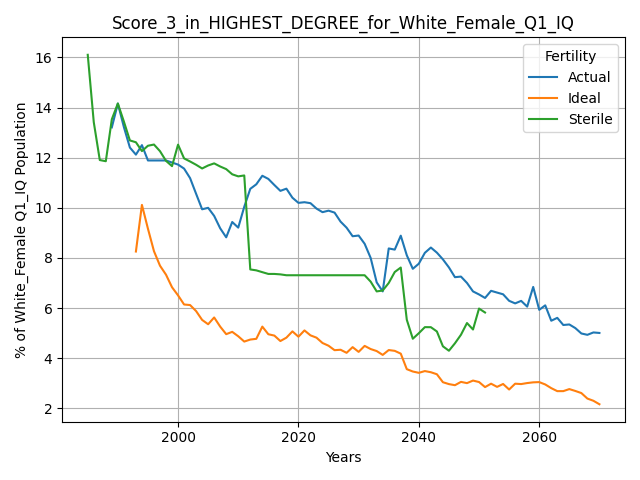 Score_3_in_HIGHEST_DEGREE_for_White_Female_Q1_IQ
Fertility
Actual
Ideal
Sterile
% of White_Female Q1_IQ Population
16
14
12
10
8
6
4
2
2000
2020
2040
2060
Years